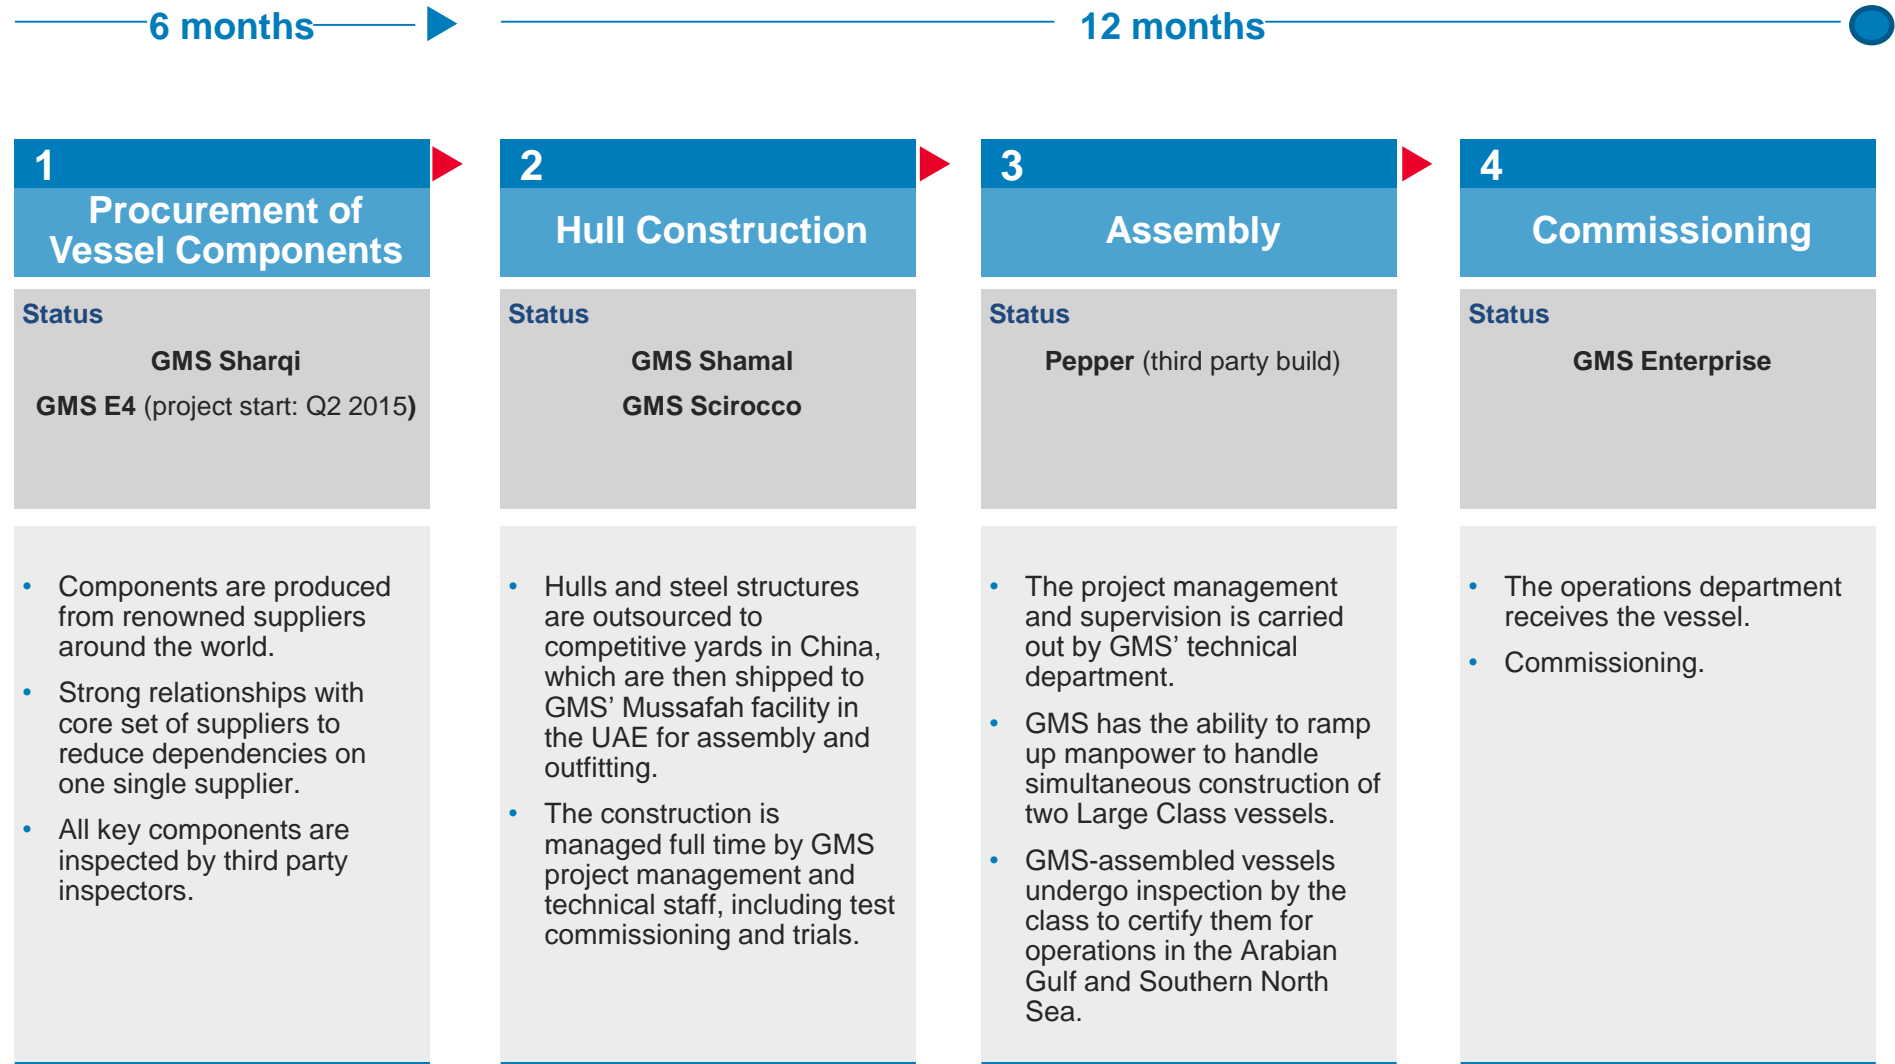 6 months
12 months
1
Procurement of
Vessel Components
Status
GMS Sharqi
GMS E4 (project start: Q2 2015)
• Components are produced
from renowned suppliers
around the world.
• Strong relationships with
core set of suppliers to
reduce dependencies on
one single supplier.
• All key components are
inspected by third party
inspectors.
2
Hull Construction
Status
GMS Shamal
GMS Scirocco
• Hulls and steel structures
are outsourced to
competitive yards in China,
which are then shipped to
GMS’ Mussafah facility in
the UAE for assembly and
outfitting.
• The construction is
managed full time by GMS
project management and
technical staff, including test
commissioning and trials.
3
Assembly
Status
Pepper (third party build)
• The project management
and supervision is carried
out by GMS’ technical
department.
• GMS has the ability to ramp
up manpower to handle
simultaneous construction of
two Large Class vessels.
• GMS-assembled vessels
undergo inspection by the
class to certify them for
operations in the Arabian
Gulf and Southern North
Sea.
4
Commissioning
Status
GMS Enterprise
• The operations department
receives the vessel.
• Commissioning.